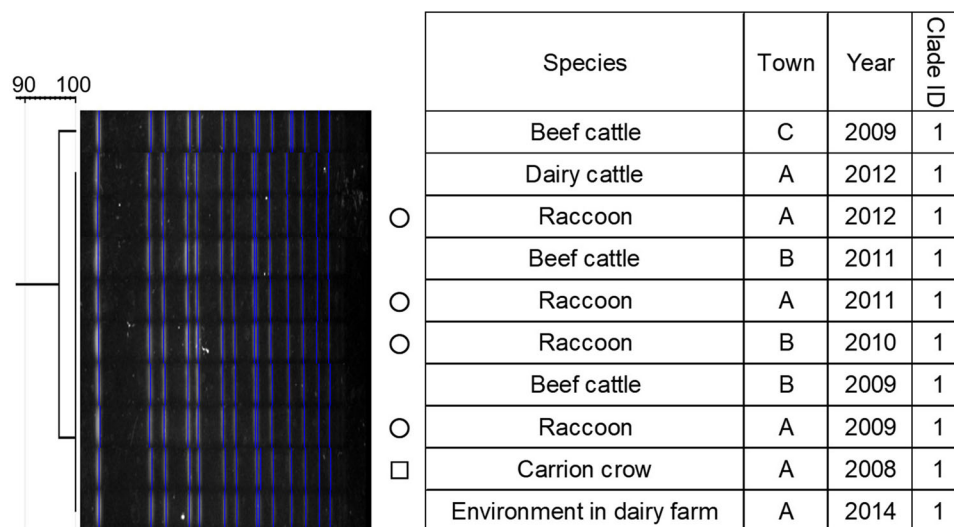 90 100
Species Town Year Clade ID
Beef cattle C 2009 1
Dairy cattle A 2012 1
Raccoon A 2012 1
Beef cattle B 2011 1
Raccoon A 2011 1
Raccoon B 2010 1
Beef cattle B 2009 1
Raccoon A 2009 1
Carrion crow A 2008 1
Environment in dairy farm A 2014 1